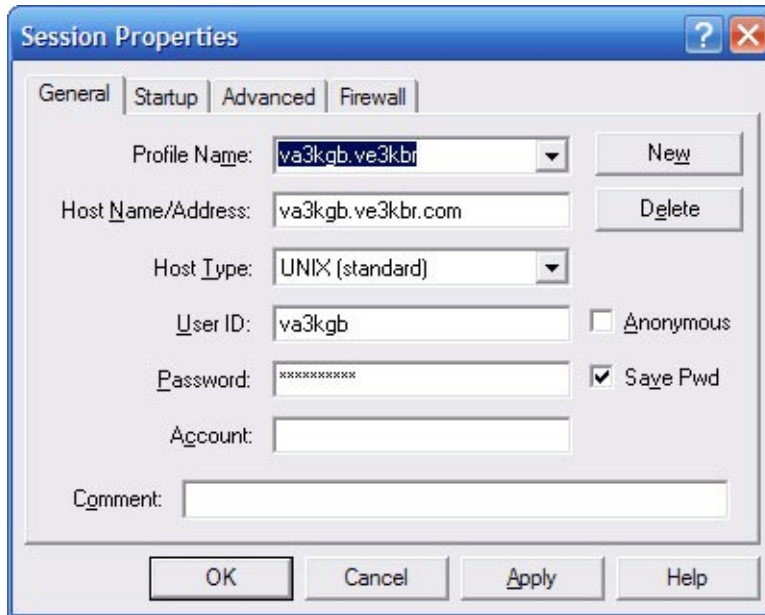 Session Properties
General Startup Advanced Firewall
Profile Name: va3kgb.ve3kbr New
Host Name/Address: va3kgb.ve3kbr.com Delete
Host Type: UNIX (standard)
User ID: va3kgb Anonymous
Password: ********** Save Pwd
Account:
Comment:
OK Cancel Apply Help